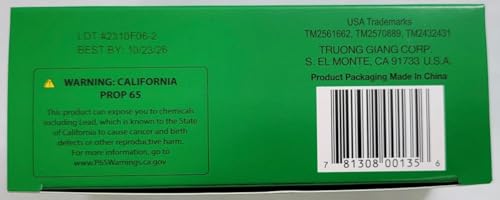 LOT #2310F06-2
BEST BY: 10/23/26
WARNING: CALIFORNIA
PROP 65
This product can expose you to chemicals
including Lead, which is known to the State
of California to cause cancer and birth
defects or other reproductive harm.
For more information, go to
www.P65Warnings.ca.gov
USA Trademarks
TM2561662, TM2570689, TM2432431
TRUONG GIANG CORP.
S. EL MONTE, CA 91733 U.S.A.
Product Packaging Made In China
7 81308 00135 6